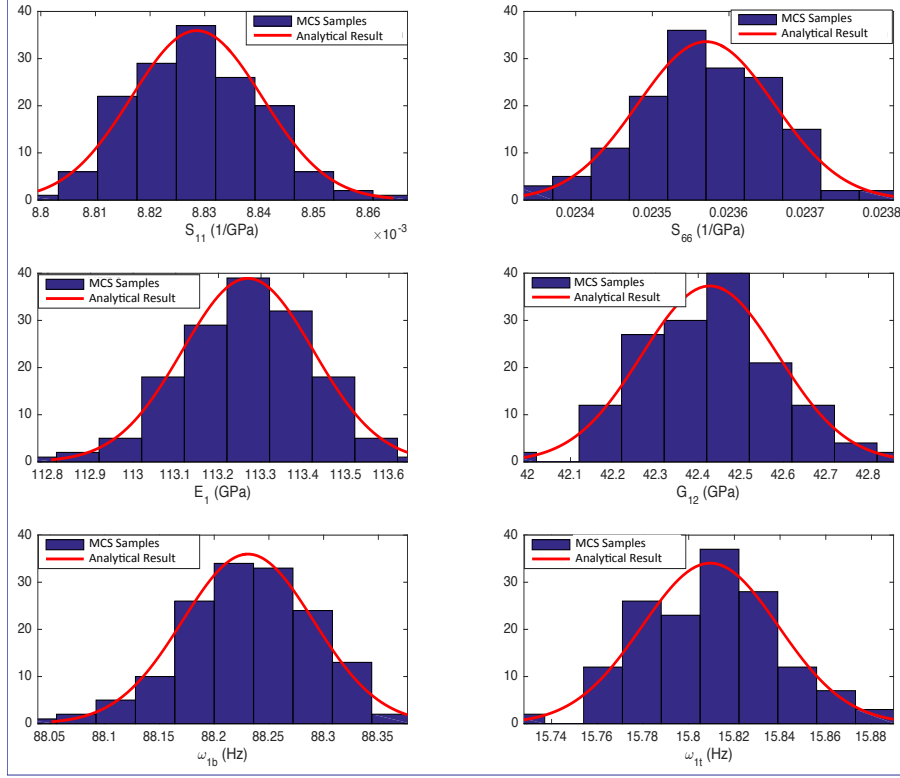 MCS Samples
Analytical Result
40
30
20
10
0
8.8 8.81 8.82 8.83 8.84 8.85 8.86
S11 (1/GPa)
×10-3
MCS Samples
Analytical Result
40
30
20
10
0
0.0234 0.0235 0.0236 0.0237 0.0238
S66 (1/GPa)
MCS Samples
Analytical Result
40
30
20
10
0
112.8 112.9 113 113.1 113.2 113.3 113.4 113.5 113.6
E1 (GPa)
MCS Samples
Analytical Result
40
30
20
10
0
42 42.1 42.2 42.3 42.4 42.5 42.6 42.7 42.8
G12 (GPa)
MCS Samples
Analytical Result
40
30
20
10
0
88.05 88.1 88.15 88.2 88.25 88.3 88.35
ω1b (Hz)
MCS Samples
Analytical Result
40
30
20
10
0
15.74 15.76 15.78 15.8 15.82 15.84 15.86 15.88
ω1t (Hz)